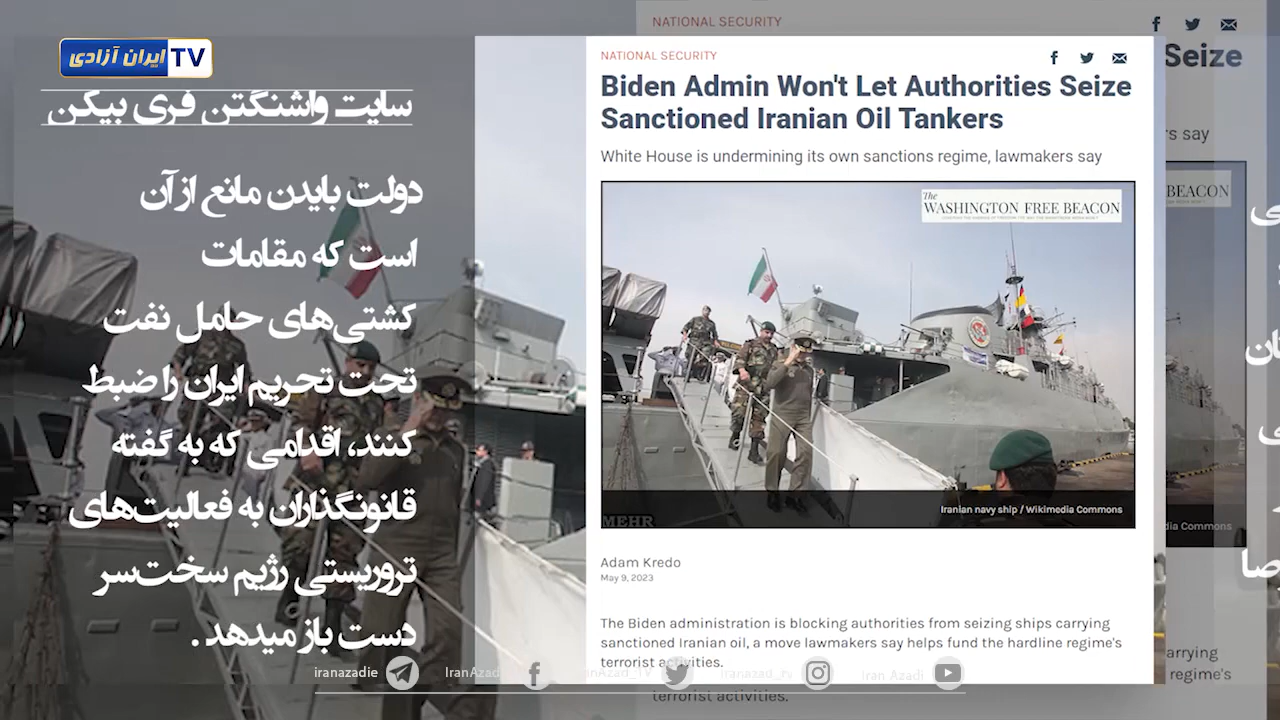 ایران آزادی TV
سایت واشنگتن فری بیکن
دولت بایدن مانع از آن
است که مقامات
کشتی‌های حامل نفت
تحت تحریم ایران را ضبط
کنند، اقدامی که به گفته
قانونگذاران به فعالیت‌های
تروریستی رژیم سخت‌سر
دست باز میدهد .
NATIONAL SECURITY
NATIONAL SECURITY
Biden Admin Won't Let Authorities Seize
Sanctioned Iranian Oil Tankers
White House is undermining its own sanctions regime, lawmakers say
The
WASHINGTON FREE BEACON
MEHR
Iranian navy ship / Wikimedia Commons
Adam Kredo
May 9, 2023
The Biden administration is blocking authorities from seizing ships carrying
sanctioned Iranian oil, a move lawmakers say helps fund the hardline regime's
terrorist activities.
Seize
say
BEACON
Commons
regime's
terrorist activities.
iranazadie
Iran Azadi